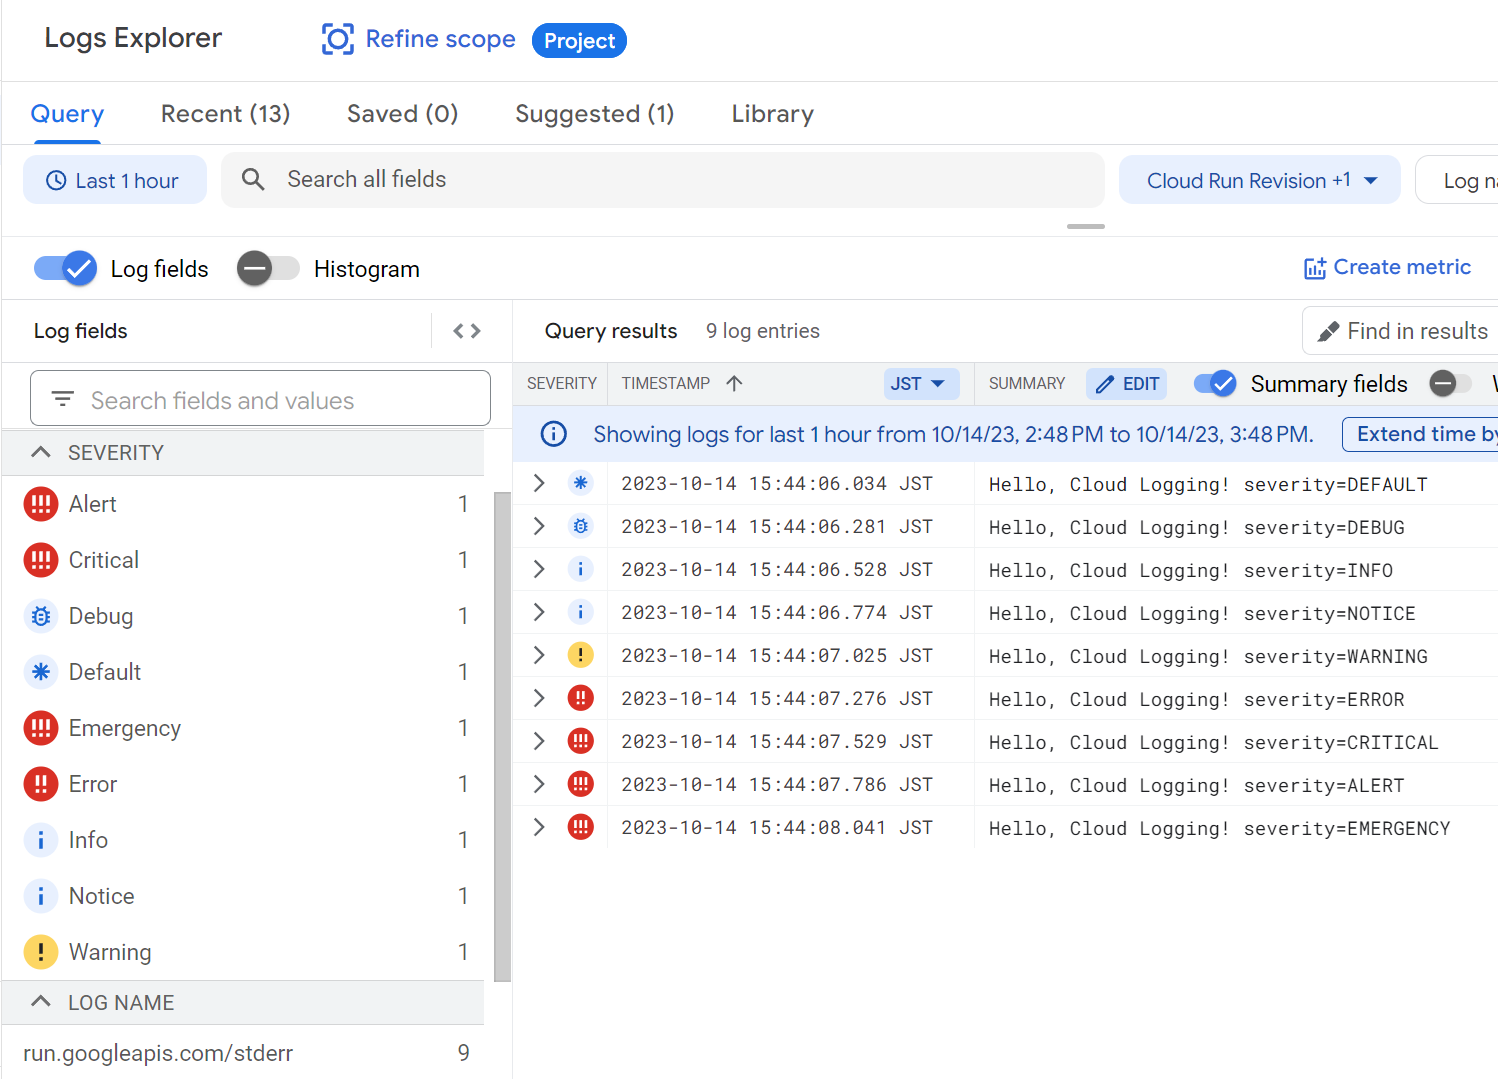 Logs Explorer
Refine scope
Project
Query
Recent (13)
Saved (0)
Suggested (1)
Library
Last 1 hour
Search all fields
Cloud Run Revision +1
Log na
Log fields
Histogram
Create metric
Log fields
Query results
9 log entries
Find in results
Search fields and values
SEVERITY
TIMESTAMP
JST
SUMMARY
EDIT
Summary fields
Showing logs for last 1 hour from 10/14/23, 2:48 PM to 10/14/23, 3:48 PM.
Extend time by
SEVERITY
Alert 1
Critical 1
Debug 1
Default 1
Emergency 1
Error 1
Info 1
Notice 1
Warning 1
LOG NAME
run.googleapis.com/stderr 9
2023-10-14 15:44:06.034 JST Hello, Cloud Logging! severity=DEFAULT
2023-10-14 15:44:06.281 JST Hello, Cloud Logging! severity=DEBUG
2023-10-14 15:44:06.528 JST Hello, Cloud Logging! severity=INFO
2023-10-14 15:44:06.774 JST Hello, Cloud Logging! severity=NOTICE
2023-10-14 15:44:07.025 JST Hello, Cloud Logging! severity=WARNING
2023-10-14 15:44:07.276 JST Hello, Cloud Logging! severity=ERROR
2023-10-14 15:44:07.529 JST Hello, Cloud Logging! severity=CRITICAL
2023-10-14 15:44:07.786 JST Hello, Cloud Logging! severity=ALERT
2023-10-14 15:44:08.041 JST Hello, Cloud Logging! severity=EMERGENCY